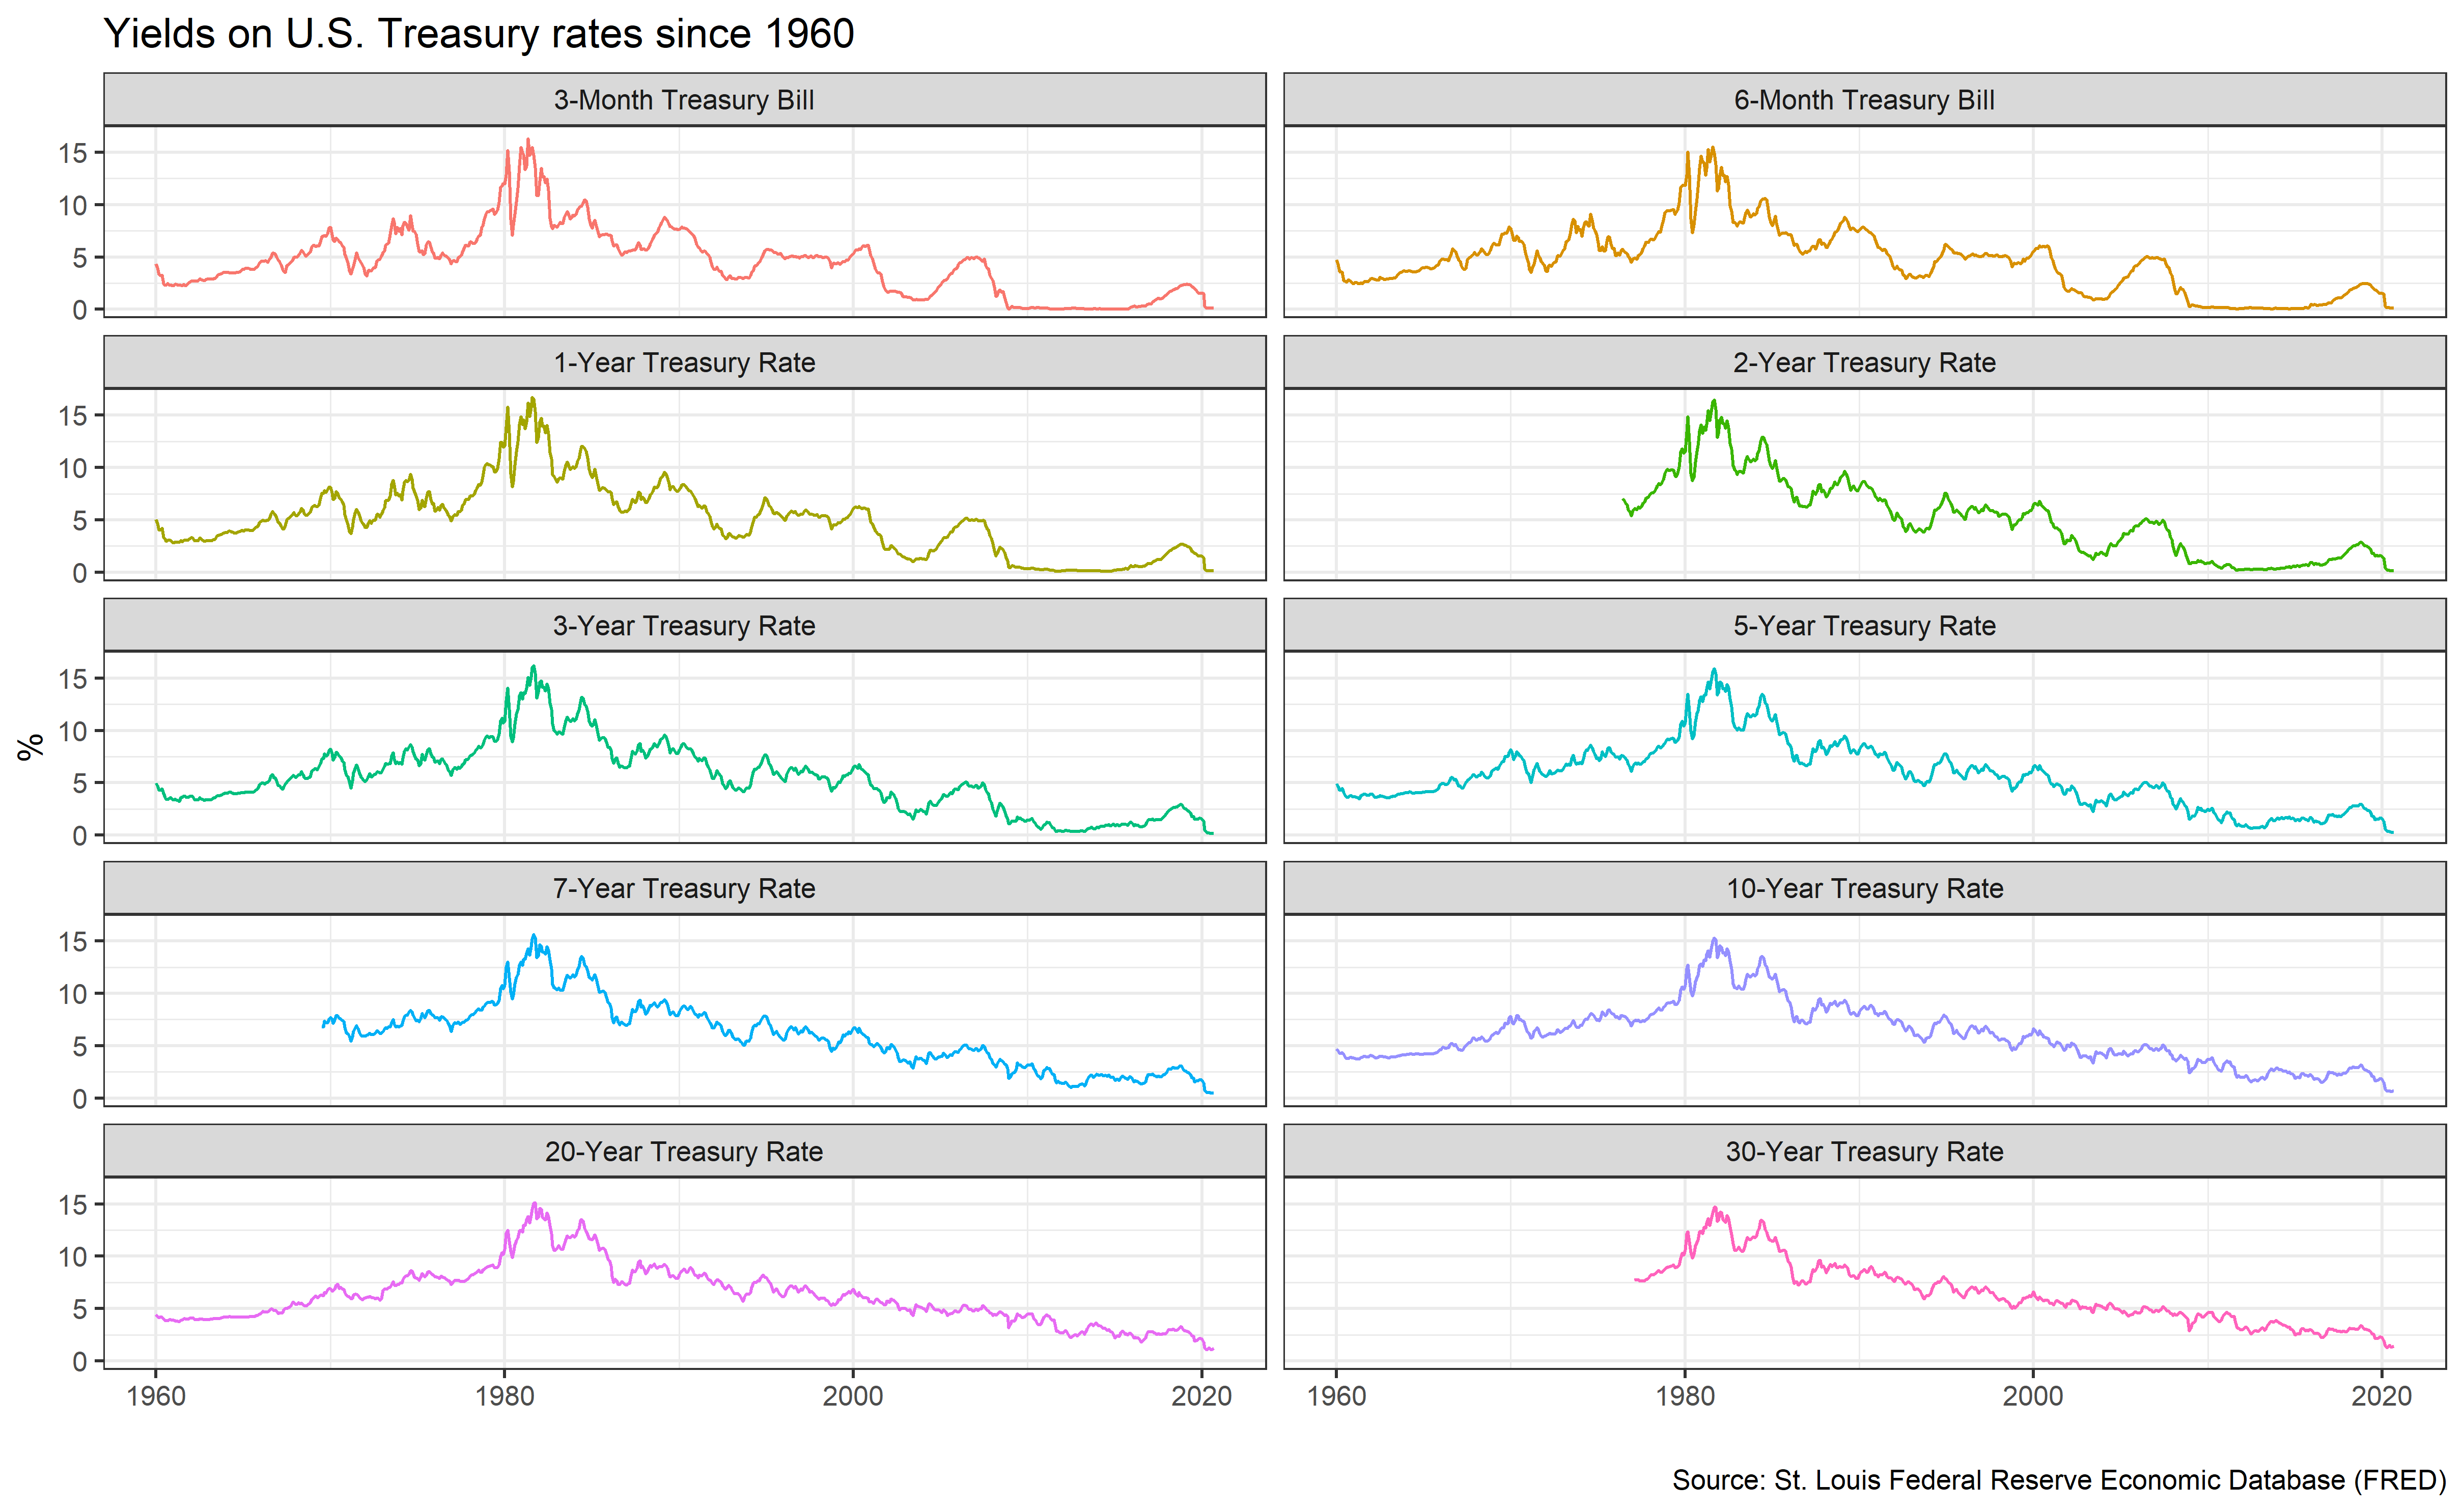 Yields on U.S. Treasury rates since 1960
3-Month Treasury Bill
6-Month Treasury Bill
15
10
5
0
1-Year Treasury Rate
2-Year Treasury Rate
15
10
5
0
3-Year Treasury Rate
5-Year Treasury Rate
15
10
5
0
%
7-Year Treasury Rate
10-Year Treasury Rate
15
10
5
0
20-Year Treasury Rate
30-Year Treasury Rate
15
10
5
0
1960 1980 2000 2020 1960 1980 2000 2020
Source: St. Louis Federal Reserve Economic Database (FRED)